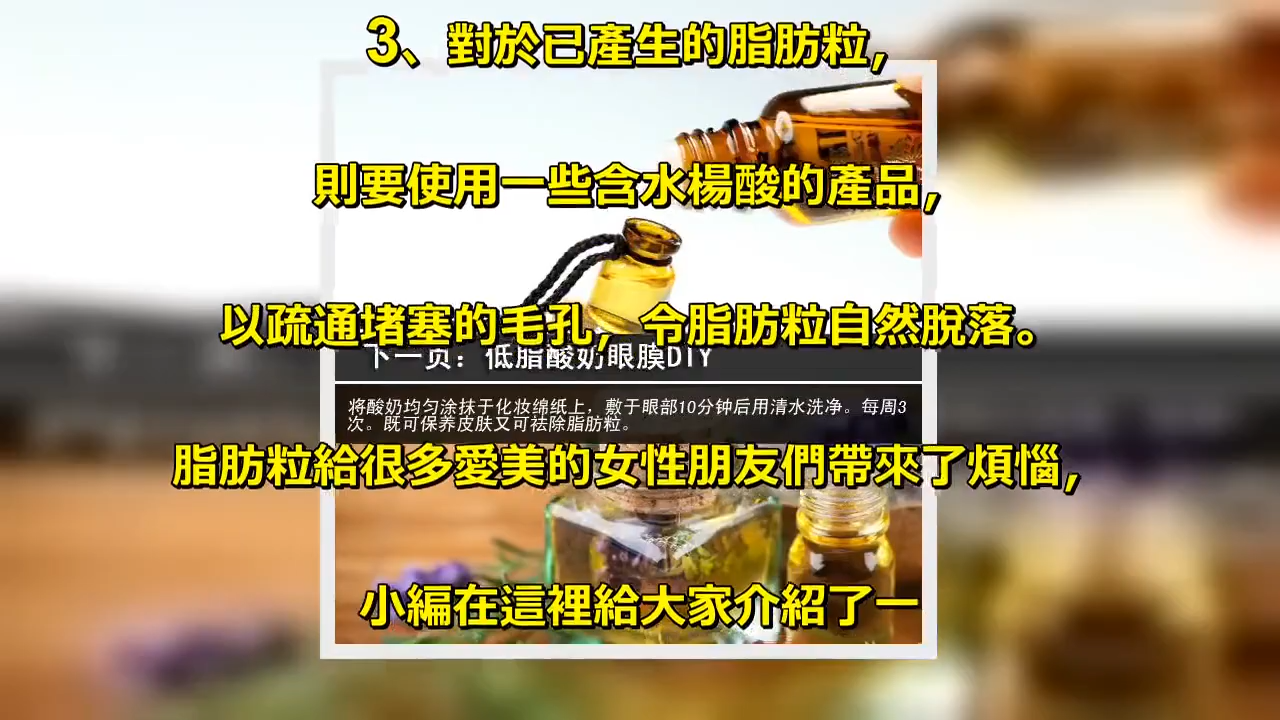 3、對於已產生的脂肪粒,
則要使用一些含水楊酸的產品,
以疏通堵塞的毛孔，令脂肪粒自然脫落。
下一页：低脂酸奶眼膜DIY
将酸奶均匀涂抹于化妆绵纸上，敷于眼部10分钟后用清水洗净。每周3
次。既可保养皮肤又可祛除脂肪粒。
脂肪粒給很多愛美的女性朋友們帶來了煩惱,
小編在這裡給大家介紹了一